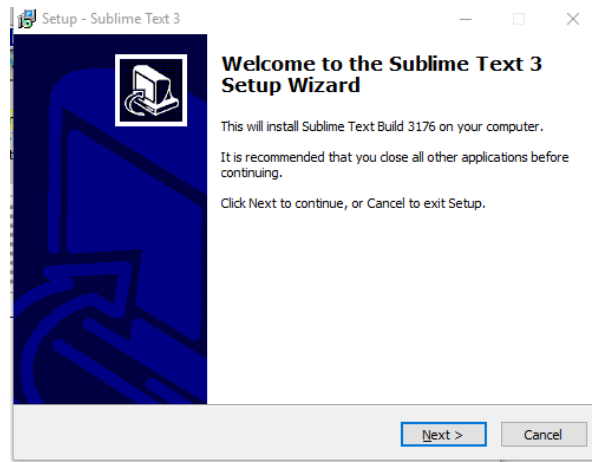 Setup - Sublime Text 3
Welcome to the Sublime Text 3
Setup Wizard
This will install Sublime Text Build 3176 on your computer.
It is recommended that you close all other applications before
continuing.
Click Next to continue, or Cancel to exit Setup.
Next >
Cancel